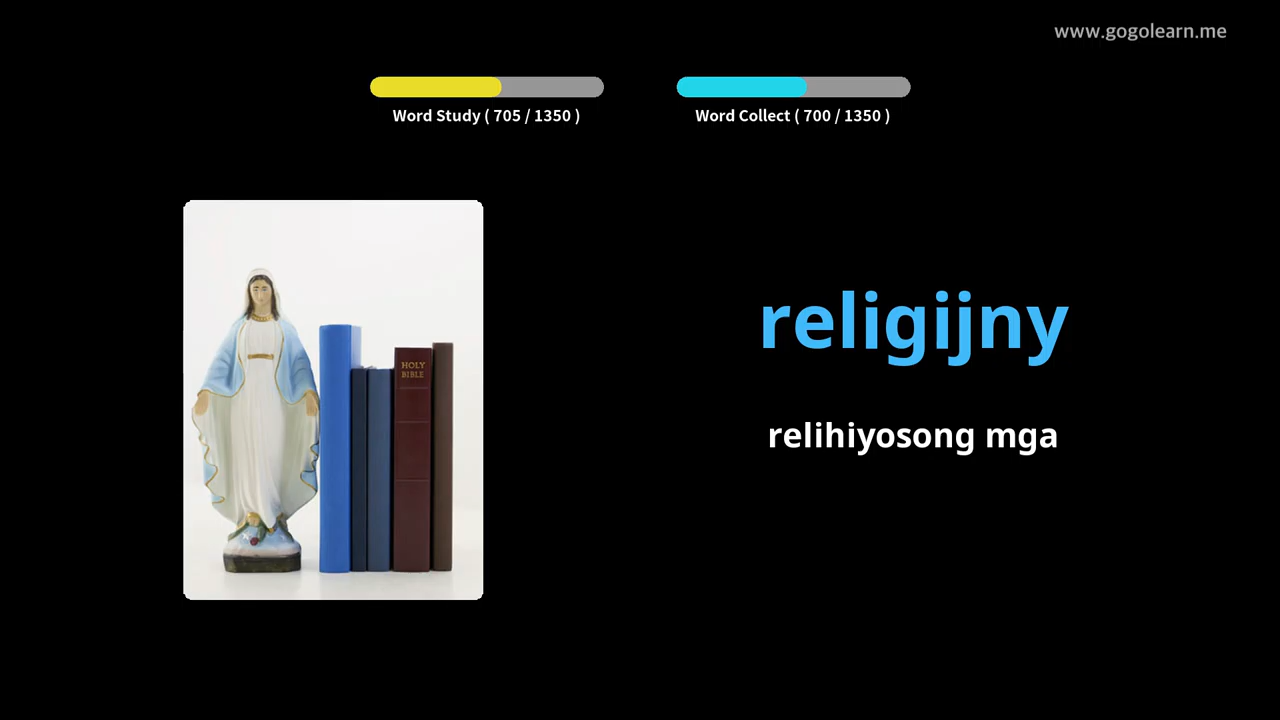 www.gogolearn.me
Word Study ( 705 / 1350 )
Word Collect ( 700 / 1350 )
HOLY
BIBLE
religijny
relihiyosong mga